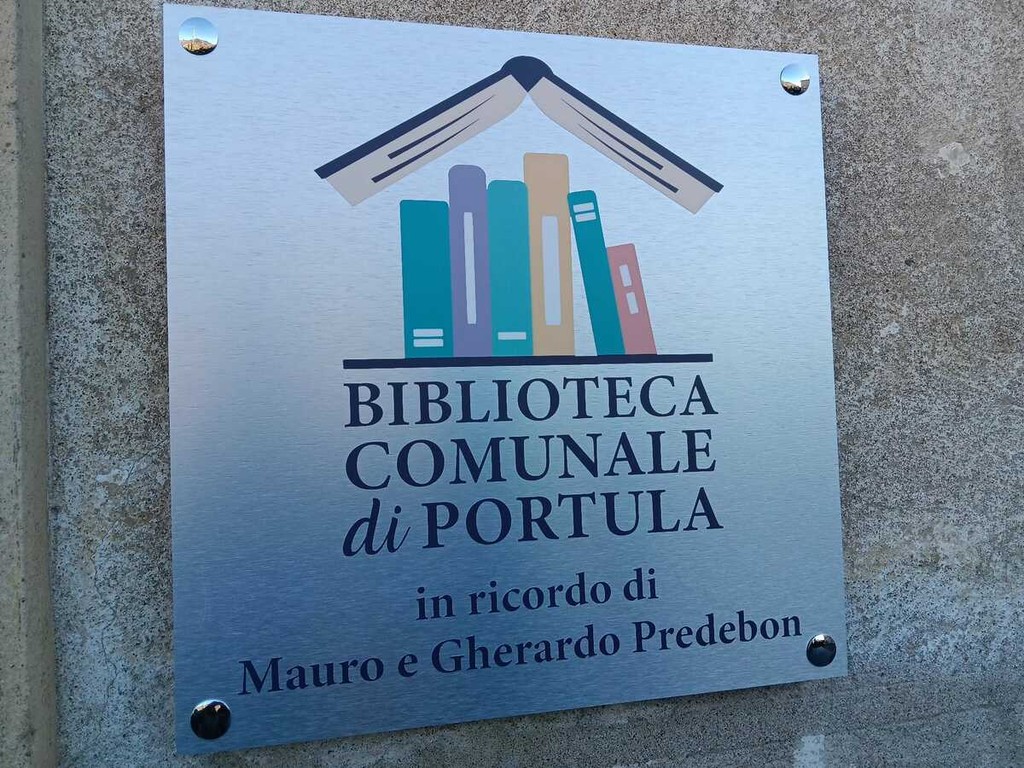 BIBLIOTECA
COMUNALE
di PORTULA
in ricordo di
Mauro e Gherardo Predebon